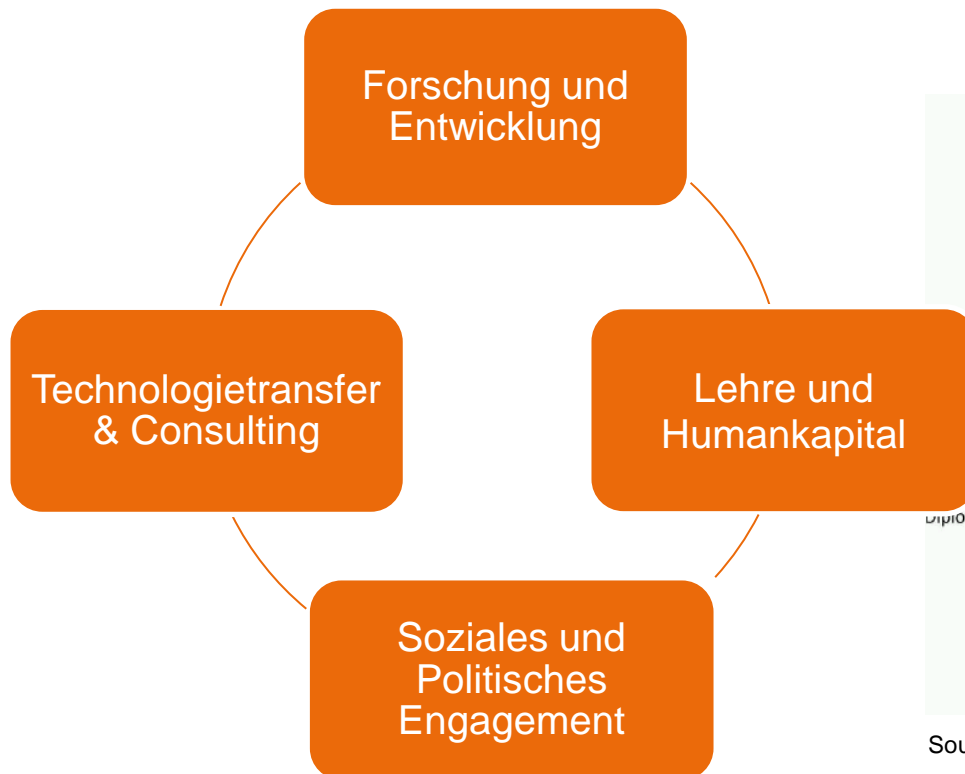 Forschung und
Entwicklung
Technologietransfer
& Consulting
Lehre und
Humankapital
Soziales und
Politisches
Engagement